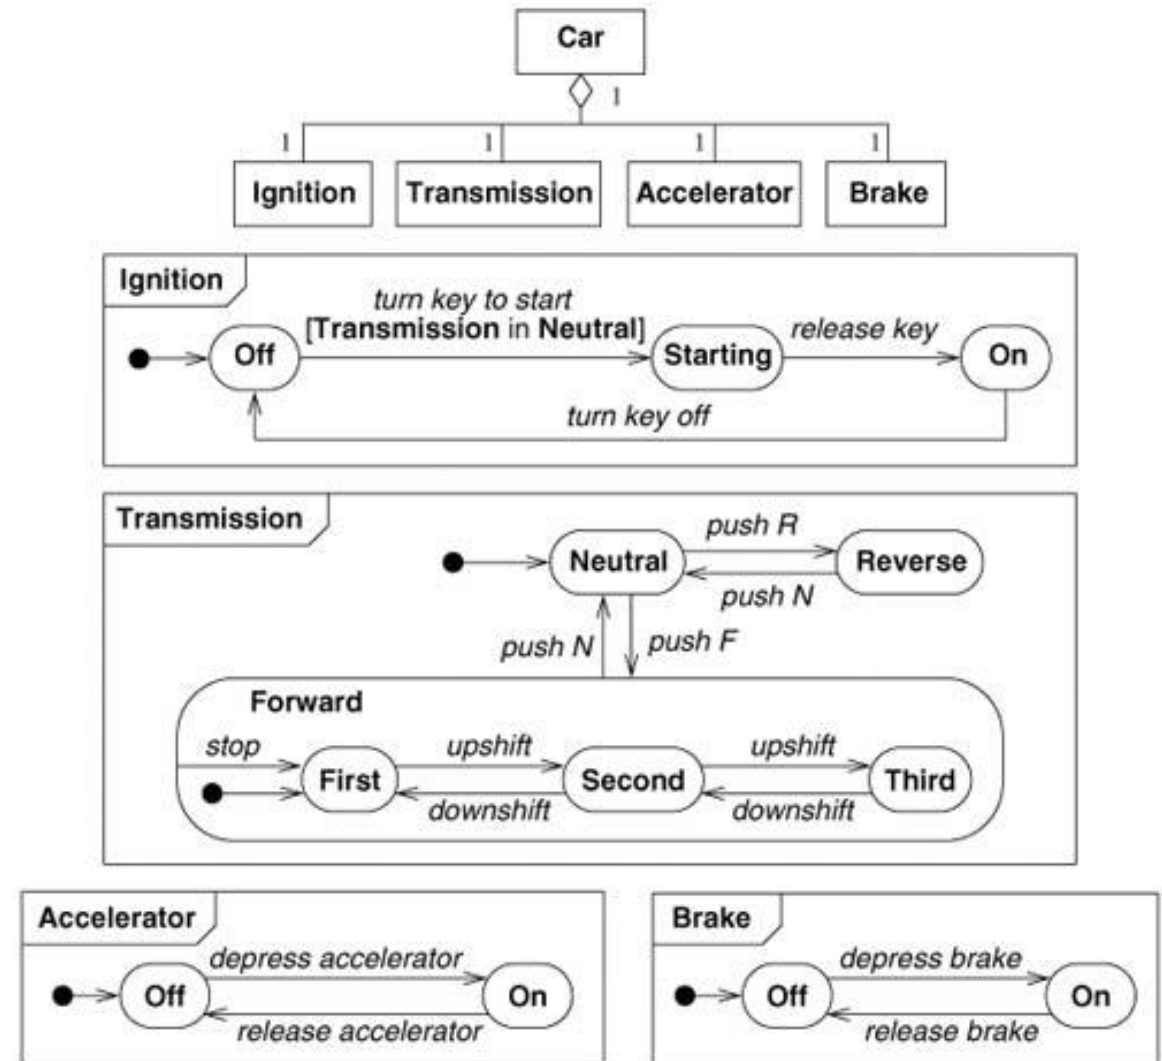 Car
1
1 1 1 1
Ignition Transmission Accelerator Brake
Ignition
turn key to start
[Transmission in Neutral]
release key
Off Starting On
turn key off
Transmission
push R
Neutral Reverse
push N
push N push F
Forward
stop upshift upshift
First Second Third
downshift downshift
Accelerator
depress accelerator
Off On
release accelerator
Brake
depress brake
Off On
release brake